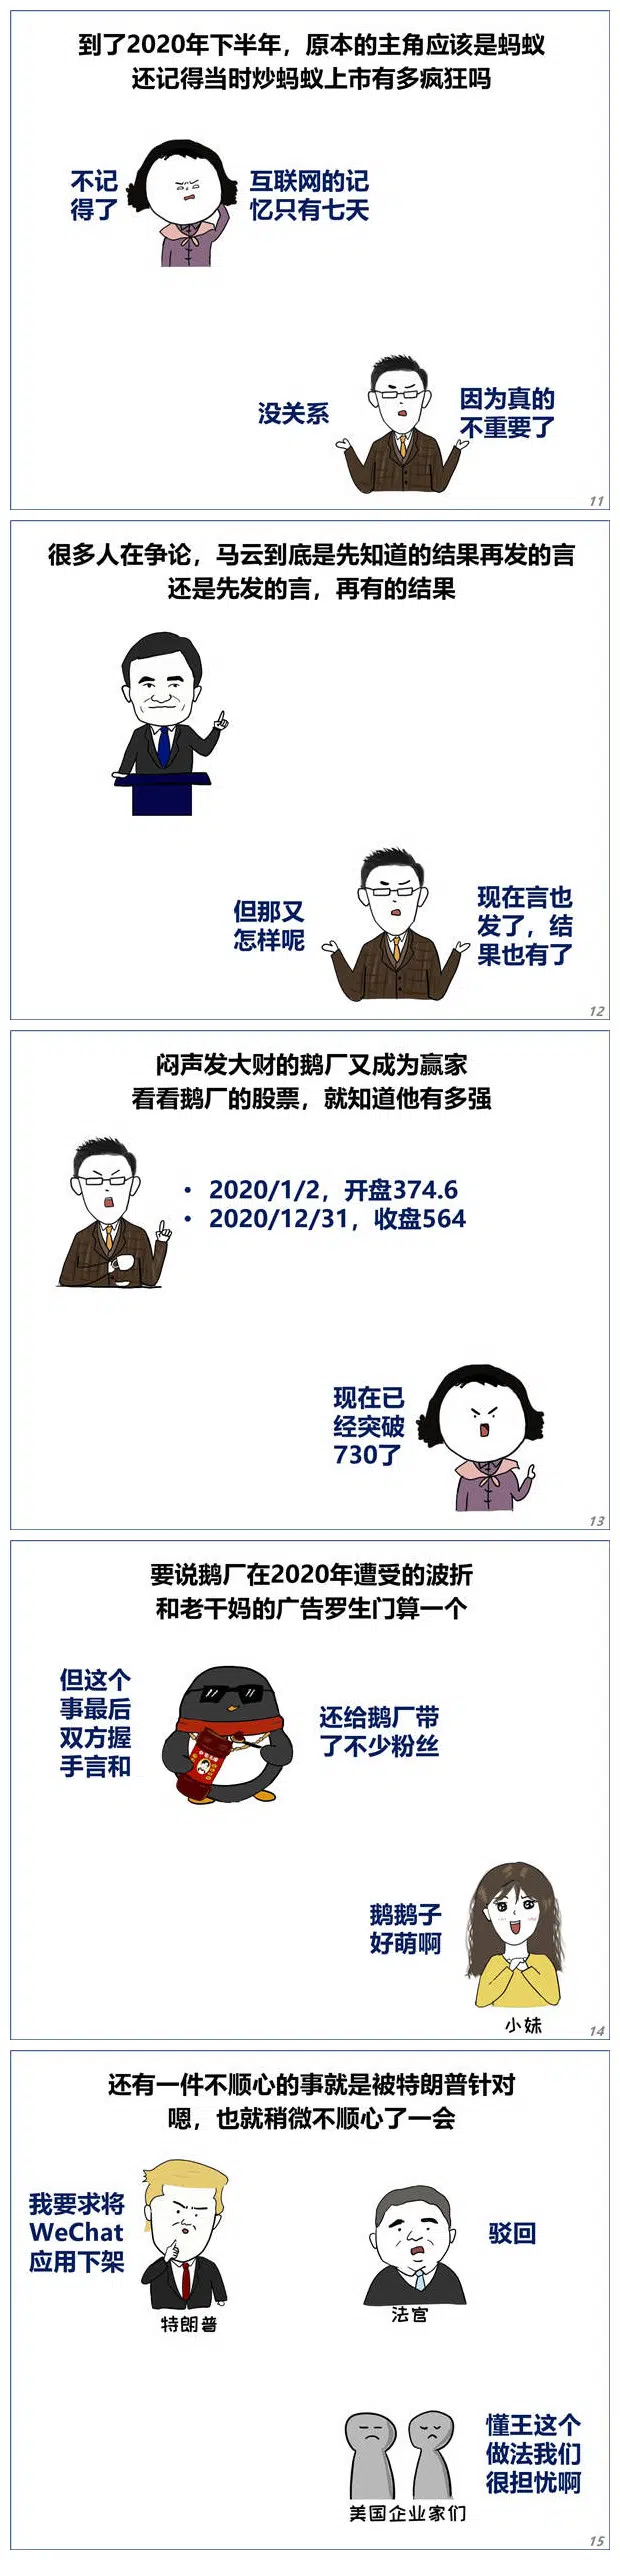 到了2020年下半年，原本的主角应该是蚂蚁
还记得当时炒蚂蚁上市有多疯狂吗
不记
得了
互联网的记
忆只有七天
没关系
因为真的
不重要了
11
很多人在争论，马云到底是先知道的结果再发的言
还是先发的言，再有的结果
但那又
怎样呢
现在言也
发了，结
果也有了
12
闷声发大财的鹅厂又成为赢家
看看鹅厂的股票，就知道他有多强
• 2020/1/2，开盘374.6
• 2020/12/31，收盘564
现在已
经突破
730了
13
要说鹅厂在2020年遭受的波折
和老干妈的广告罗生门算一个
但这个
事最后
双方握
手言和
还给鹅厂带
了不少粉丝
鹅鹅子
好萌啊
小妹
14
还有一件不顺心的事就是被特朗普针对
嗯，也就稍微不顺心了一会
我要求将
WeChat
应用下架
特朗普
驳回
法官
懂王这个
做法我们
很担忧啊
美国企业家们
15